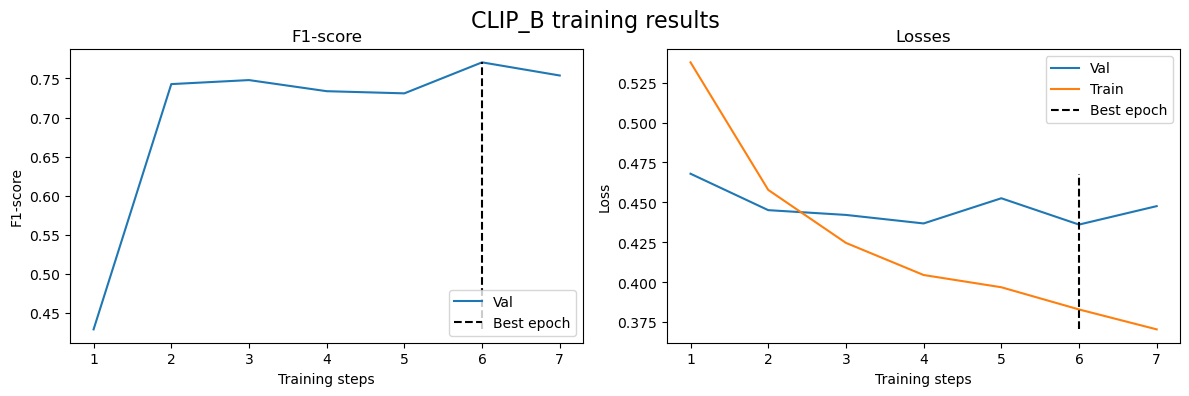 CLIP_B training results
F1-score
F1-score
0.75
0.70
0.65
0.60
0.55
0.50
0.45
Val
Best epoch
1 2 3 4 5 6 7
Training steps
Losses
Loss
0.525
0.500
0.475
0.450
0.425
0.400
0.375
Val
Train
Best epoch
1 2 3 4 5 6 7
Training steps